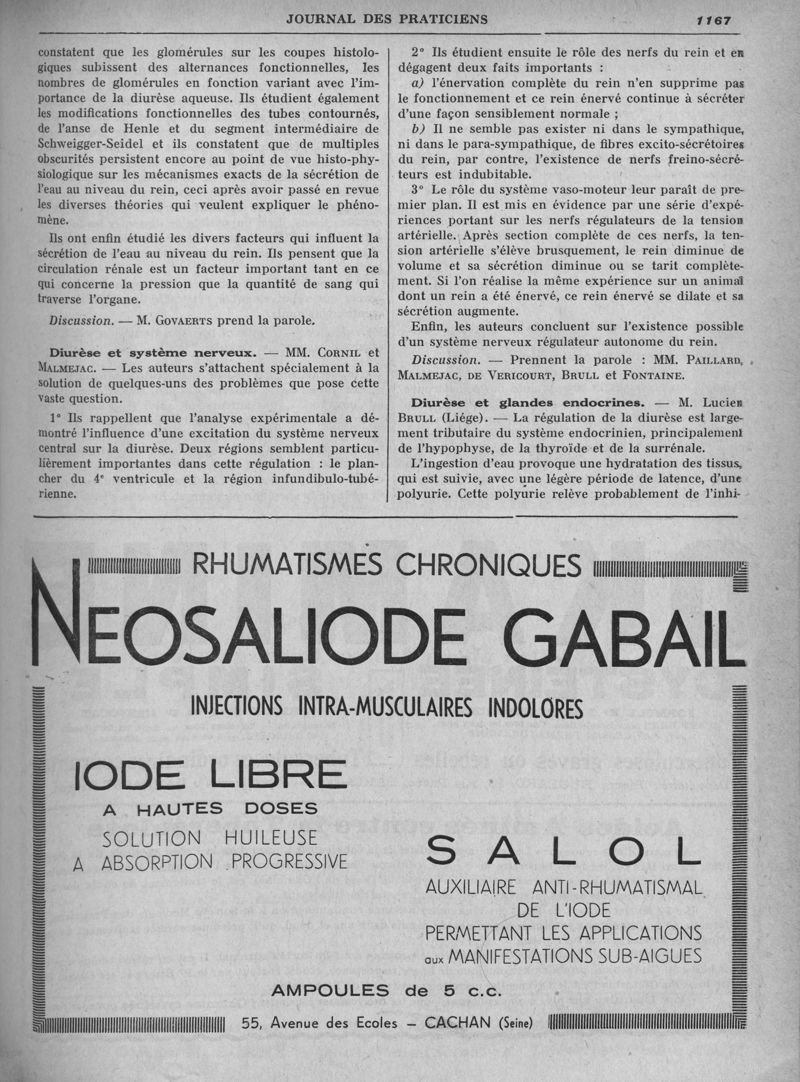 JOURNAL DES PRATICIENS
1167
constatent que les glomérules sur les coupes histolo-
giques subissent des alternances fonctionnelles, les
nombres de glomérules en fonction variant avec l'im-
portance de la diurèse aqueuse. Ils étudient également
les modifications fonctionnelles des tubes contournés,
de l'anse de Henle et du segment intermédiaire de
Schweigger-Seidel et ils constatent que de multiples
obscurités persistent encore au point de vue histo-phy-
siologique sur les mécanismes exacts de la sécrétion de
l'eau au niveau du rein, ceci après avoir passé en revue
les diverses théories qui veulent expliquer le phéno-
mène.
Ils ont enfin étudié les divers facteurs qui influent la
sécrétion de l'eau au niveau du rein. Ils pensent que la
circulation rénale est un facteur important tant en ce
qui concerne la pression que la quantité de sang qui
traverse l'organe.
Discussion. — M. GOVAERTS prend la parole.
Diurèse et système nerveux. — MM. CORNIL et
MALMEJAC. — Les auteurs s'attachent spécialement à la
solution de quelques-uns des problèmes que pose cette
vaste question.
1° Ils rappellent que l'analyse expérimentale a dé-
montré l'influence d'une excitation du système nerveux
central sur la diurèse. Deux régions semblent particu-
lièrement importantes dans cette régulation : le plan-
cher du 4e ventricule et la région infundibulo-tubé-
rienne.
2° Ils étudient ensuite le rôle des nerfs du rein et en
dégagent deux faits importants :
a) l'énervation complète du rein n'en supprime pas
le fonctionnement et ce rein énervé continue à sécréter
d'une façon sensiblement normale ;
b) Il ne semble pas exister ni dans le sympathique,
ni dans le para-sympathique, de fibres excito-sécrétoires
du rein, par contre, l'existence de nerfs freino-sécré-
teurs est indubitable.
3° Le rôle du système vaso-moteur leur paraît de pre-
mier plan. Il est mis en évidence par une série d'expé-
riences portant sur les nerfs régulateurs de la tension
artérielle. Après section complète de ces nerfs, la ten-
sion artérielle s'élève brusquement, le rein diminue de
volume et sa sécrétion diminue ou se tarit complète-
ment. Si l'on réalise la même expérience sur un animal
dont un rein a été énervé, ce rein énervé se dilate et sa
sécrétion augmente.
Enfin, les auteurs concluent sur l'existence possible
d'un système nerveux régulateur autonome du rein.
Discussion. — Prennent la parole : MM. PAILLARD,
MALMEJAC, DE VERICOURT, BRULL et FONTAINE.
Diurèse et glandes endocrines. — M. Lucien
BRULL (Liége). — La régulation de la diurèse est large-
ment tributaire du système endocrinien, principalement
de l'hypophyse, de la thyroïde et de la surrénale.
L'ingestion d'eau provoque une hydratation des tissus,
qui est suivie, avec une légère période de latence, d'une
polyurie. Cette polyurie relève probablement de l'inhi-
RHUMATISMES CHRONIQUES
NEOSALIODE GABAIL
INJECTIONS INTRA-MUSCULAIRES INDOLORES
IODE LIBRE
A HAUTES DOSES
SOLUTION HUILEUSE
A ABSORPTION PROGRESSIVE
SALOL
AUXILIAIRE ANTI-RHUMATISMAL
DE L'IODE
PERMETTANT LES APPLICATIONS
aux MANIFESTATIONS SUB-AIGUES
AMPOULES de 5 c.c.
55, Avenue des Ecoles – CACHAN (Seine)